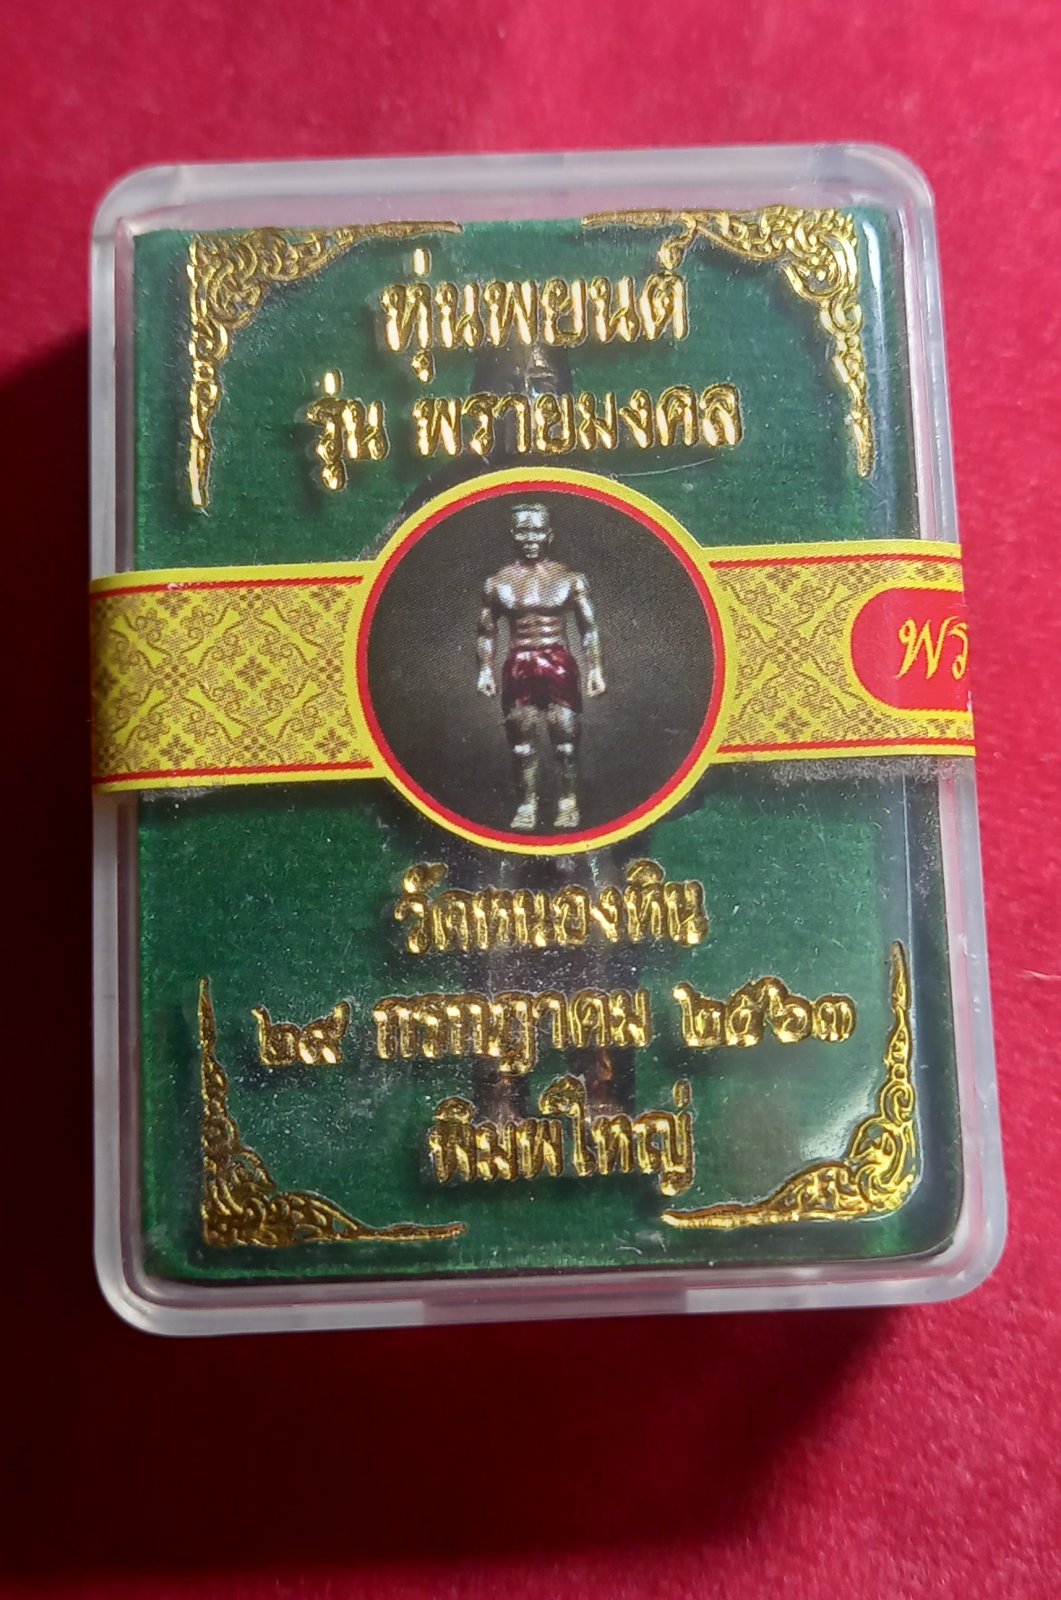 หุ่นพยนต์
รุ่น พรายมงคล
พร
วัดหนองหิน
๒๙ กรกฎาคม ๒๕๖๓
พิมพ์ใหญ่